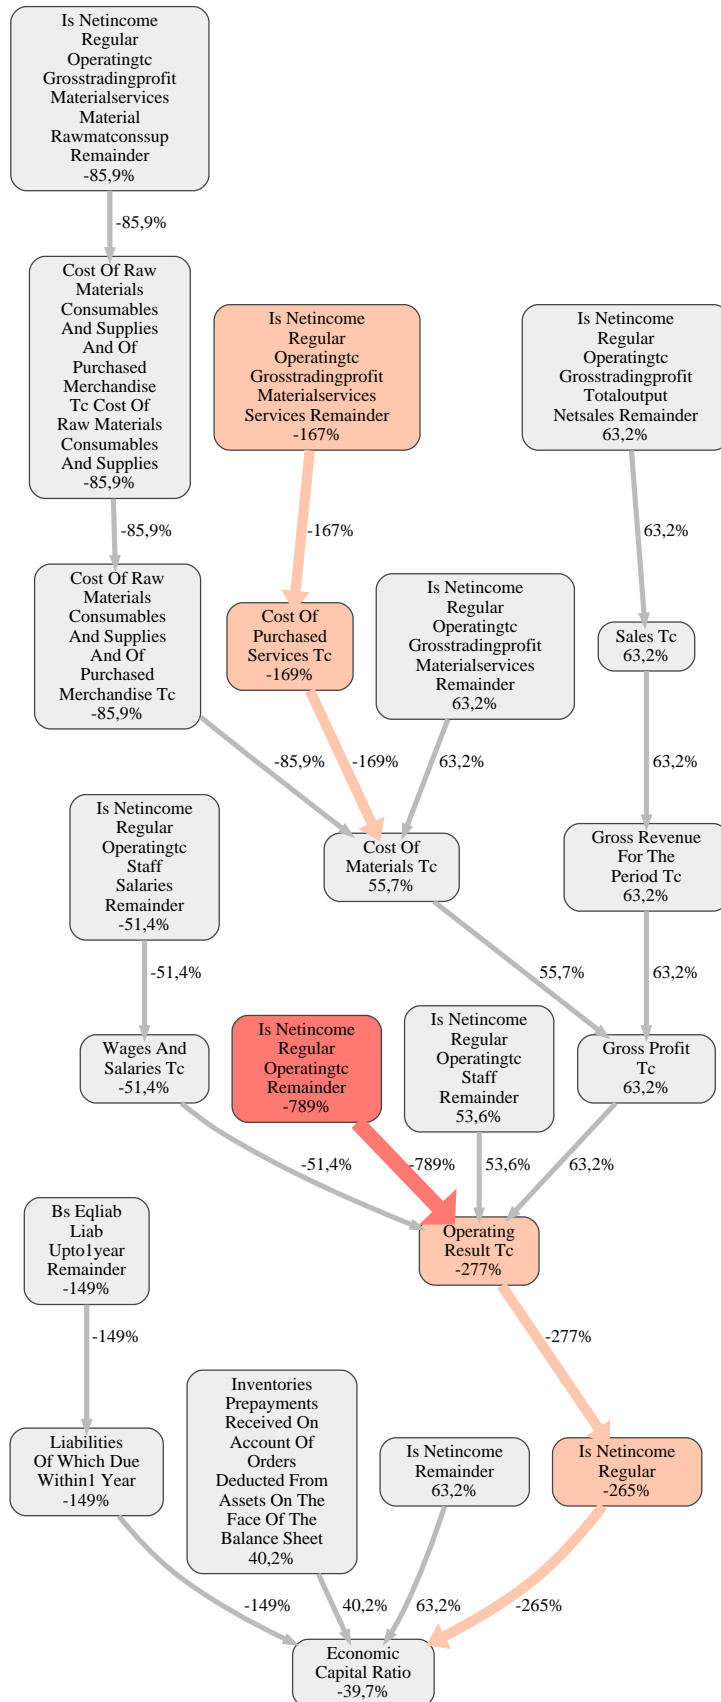 Is Netincome
Regular
Operatingtc
Grosstradingprofit
Materialservices
Material
Rawmatconssup
Remainder
-85,9%
-85,9%
Cost Of Raw
Materials
Consumables
And Supplies
And Of
Purchased
Merchandise
Tc Cost Of
Raw Materials
Consumables
And Supplies
-85,9%
Is Netincome
Regular
Operatingtc
Grosstradingprofit
Materialservices
Services Remainder
-167%
Is Netincome
Regular
Operatingtc
Grosstradingprofit
Totaloutput
Netsales Remainder
63,2%
-85,9%
-167%
63,2%
Cost Of Raw
Materials
Consumables
And Supplies
And Of
Purchased
Merchandise Tc
-85,9%
Cost Of
Purchased
Services Tc
-169%
Is Netincome
Regular
Operatingtc
Grosstradingprofit
Materialservices
Remainder
63,2%
Sales Tc
63,2%
-85,9%
-169%
63,2%
63,2%
Is Netincome
Regular
Operatingtc
Staff
Salaries
Remainder
-51,4%
Cost Of
Materials Tc
55,7%
Gross Revenue
For The
Period Tc
63,2%
-51,4%
55,7%
63,2%
Wages And
Salaries Tc
-51,4%
Is Netincome
Regular
Operatingtc
Remainder
-789%
Is Netincome
Regular
Operatingtc
Staff
Remainder
53,6%
Gross Profit
Tc
63,2%
-51,4%
-789%
53,6%
63,2%
Bs Eqliab
Liab
Upto1year
Remainder
-149%
Operating
Result Tc
-277%
-149%
-277%
Liabilities
Of Which Due
Within1 Year
-149%
Inventories
Prepayments
Received On
Account Of
Orders
Deducted From
Assets On The
Face Of The
Balance Sheet
40,2%
Is Netincome
Remainder
63,2%
Is Netincome
Regular
-265%
-149%
40,2%
63,2%
-265%
Economic
Capital Ratio
-39,7%